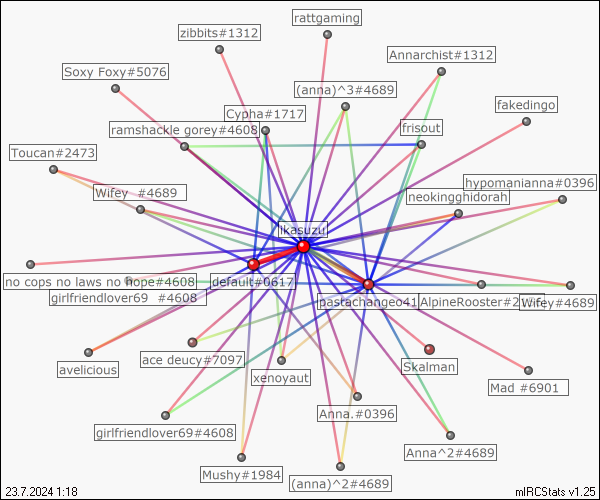 rattgaming
zibbits#1312
Annarchist#1312
Soxy Foxy#5076
(anna)^3#4689
fakedingo
Cypha#1717
ramshackle gorey#4608
frisout
Toucan#2473
hypomanianna#0396
Wifey  #4689
neokingghidorah
likasuzu
no cops no laws no hope#4608
default#0617
girlfriendlover69  #4608
pastachangeo41
AlpineRooster#2
Wifey#4689
ace deucy#7097
avelicious
Skalman
xenoyaut
Mad #6901
Anna.#0396
girlfriendlover69#4608
Anna^2#4689
Mushy#1984
(anna)^2#4689
23.7.2024 1:18
mIRCStats v1.25